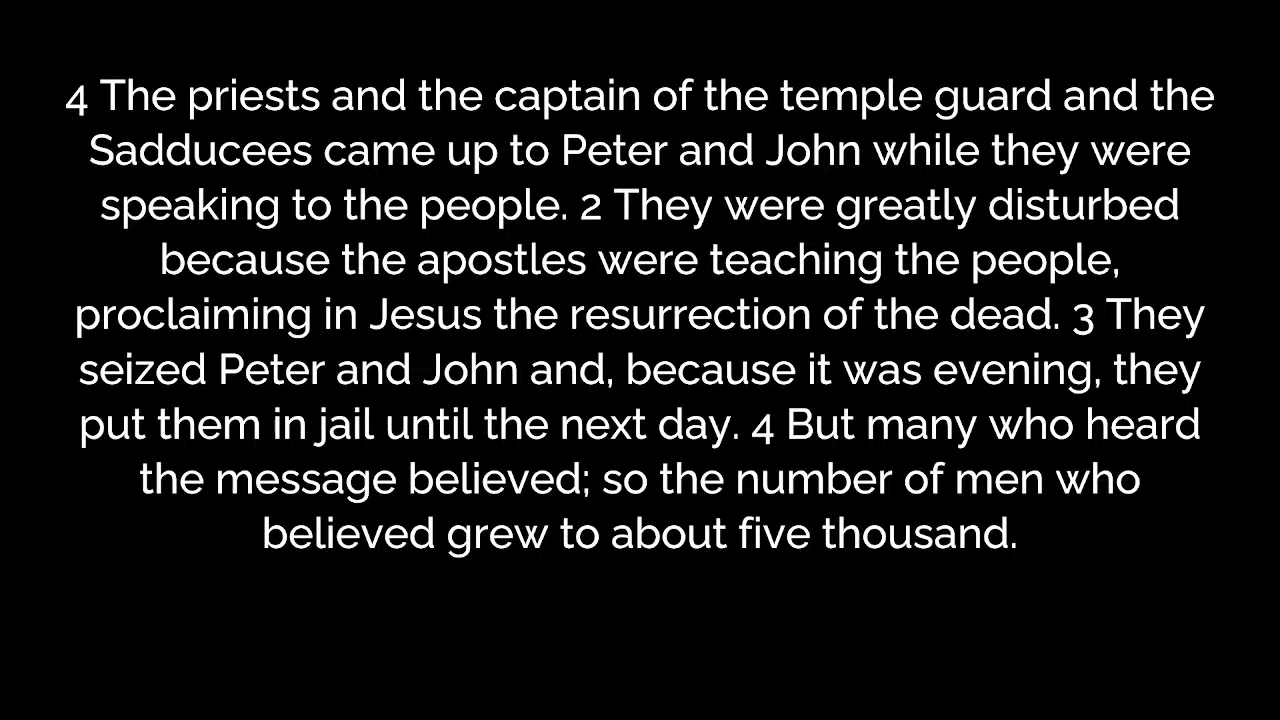 4 The priests and the captain of the temple guard and the
Sadducees came up to Peter and John while they were
speaking to the people. 2 They were greatly disturbed
because the apostles were teaching the people,
proclaiming in Jesus the resurrection of the dead. 3 They
seized Peter and John and, because it was evening, they
put them in jail until the next day. 4 But many who heard
the message believed; so the number of men who
believed grew to about five thousand.